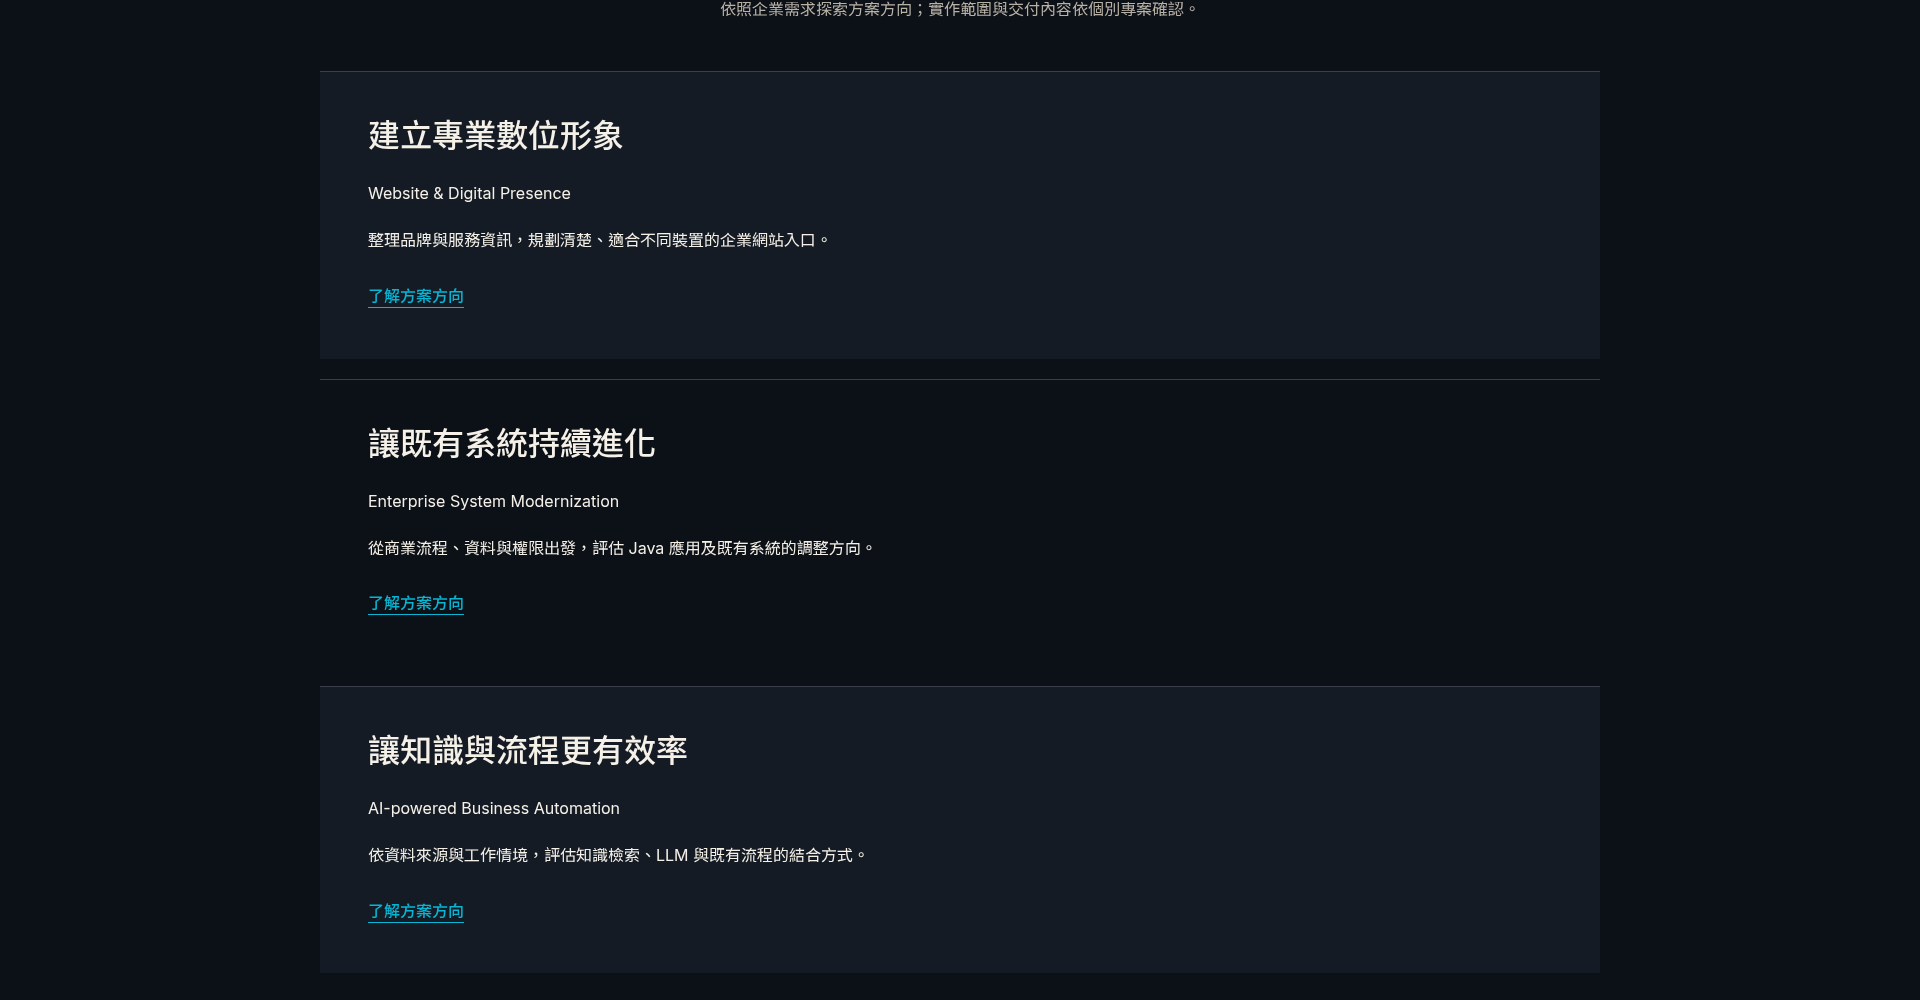 依照企業需求探索方案方向；實作範圍與交付內容依個別專案確認。
建立專業數位形象
Website & Digital Presence
整理品牌與服務資訊，規劃清楚、適合不同裝置的企業網站入口。
了解方案方向
讓既有系統持續進化
Enterprise System Modernization
從商業流程、資料與權限出發，評估 Java 應用及既有系統的調整方向。
了解方案方向
讓知識與流程更有效率
AI-powered Business Automation
依資料來源與工作情境，評估知識檢索、LLM 與既有流程的結合方式。
了解方案方向